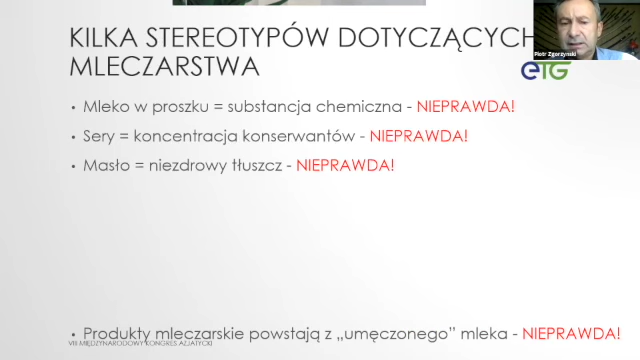 KILKA STEREOTYPÓW DOTYCZĄCYCH
MLECZARSTWA
Piotr Zgorzynski
eTG
• Mleko w proszku = substancja chemiczna - NIEPRAWDA!
• Sery = koncentracja konserwantów - NIEPRAWDA!
• Masło = niezdrowy tłuszcz - NIEPRAWDA!
• Produkty mleczarskie powstają z „umęczonego” mleka - NIEPRAWDA!
VIII MIĘDZYNARODOWY KONGRES AZJATYCKI